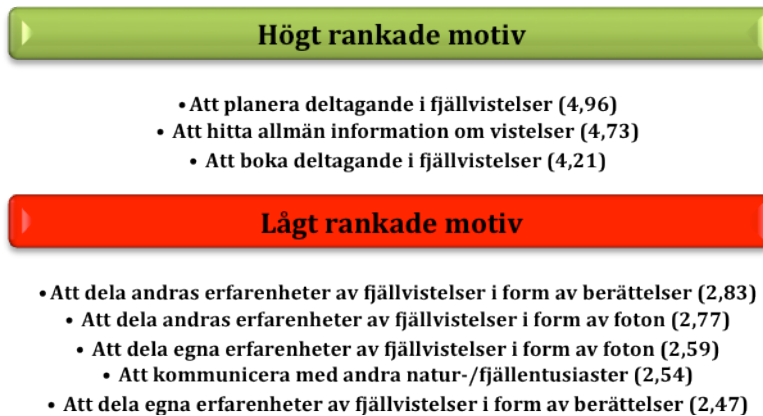 Högt rankade motiv
• Att planera deltagande i fjällvistelser (4,96)
• Att hitta allmän information om vistelser (4,73)
• Att boka deltagande i fjällvistelser (4,21)
Lågt rankade motiv
• Att dela andras erfarenheter av fjällvistelser i form av berättelser (2,83)
• Att dela andras erfarenheter av fjällvistelser i form av foton (2,77)
• Att dela egna erfarenheter av fjällvistelser i form av foton (2,59)
• Att kommunicera med andra natur-/fjällentusiaster (2,54)
• Att dela egna erfarenheter av fjällvistelser i form av berättelser (2,47)